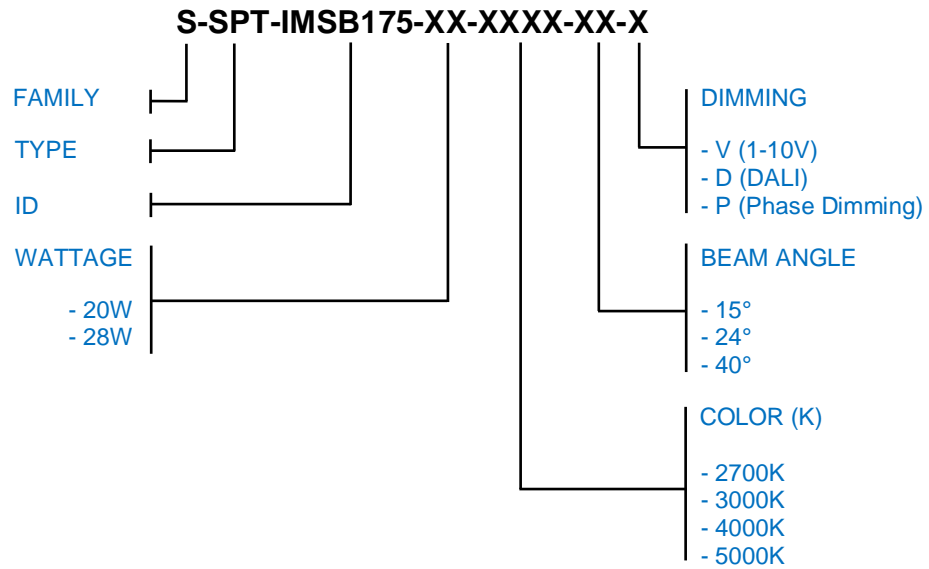 S-SPT-IMSB175-XX-XXXX-XX-X
FAMILY
TYPE
ID
WATTAGE
- 20W
- 28W
DIMMING
- V (1-10V)
- D (DALI)
- P (Phase Dimming)
BEAM ANGLE
- 15°
- 24°
- 40°
COLOR (K)
- 2700K
- 3000K
- 4000K
- 5000K